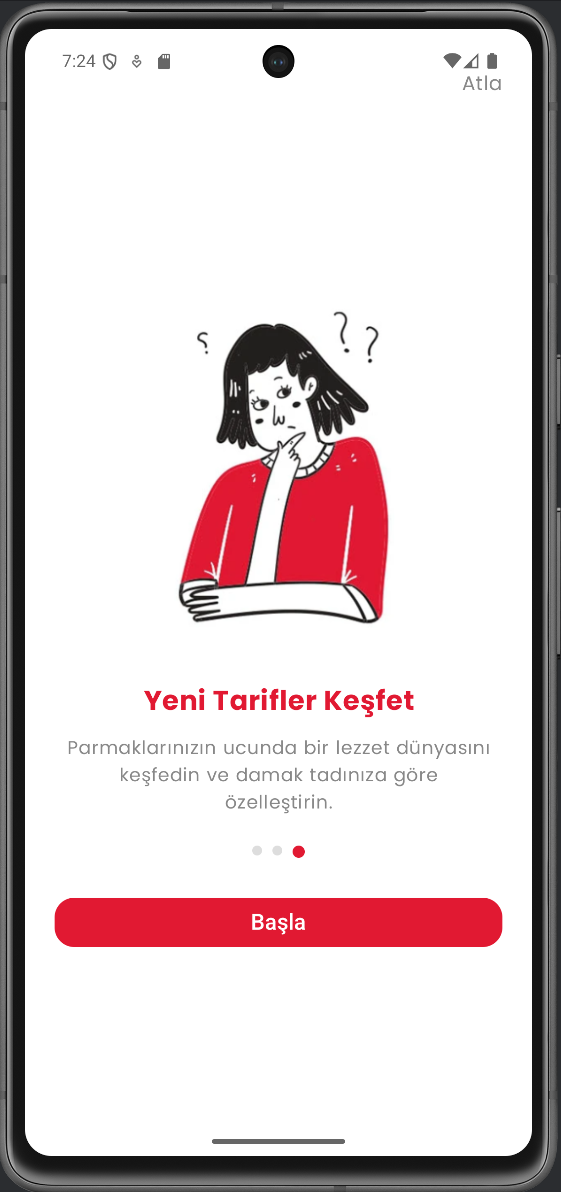 7:24
Atla
Yeni Tarifler Keşfet
Parmaklarınızın ucunda bir lezzet dünyasını
keşfedin ve damak tadınıza göre
özelleştirin.
Başla